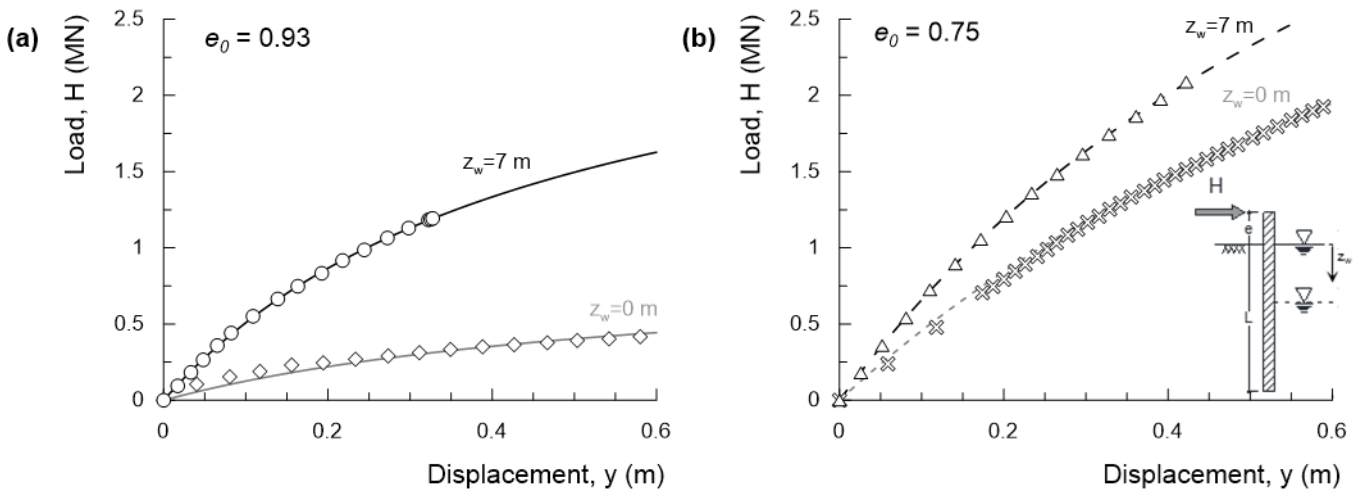 (a)
e0 = 0.93
Load, H (MN)
2.5
2
1.5
1
0.5
0
zw=7 m
zw=0 m
0
0.2
0.4
0.6
Displacement, y (m)
(b)
e0 = 0.75
Load, H (MN)
2.5
2
1.5
1
0.5
0
zw=7 m
zw=0 m
H
e
zw
L
0
0.2
0.4
0.6
Displacement, y (m)